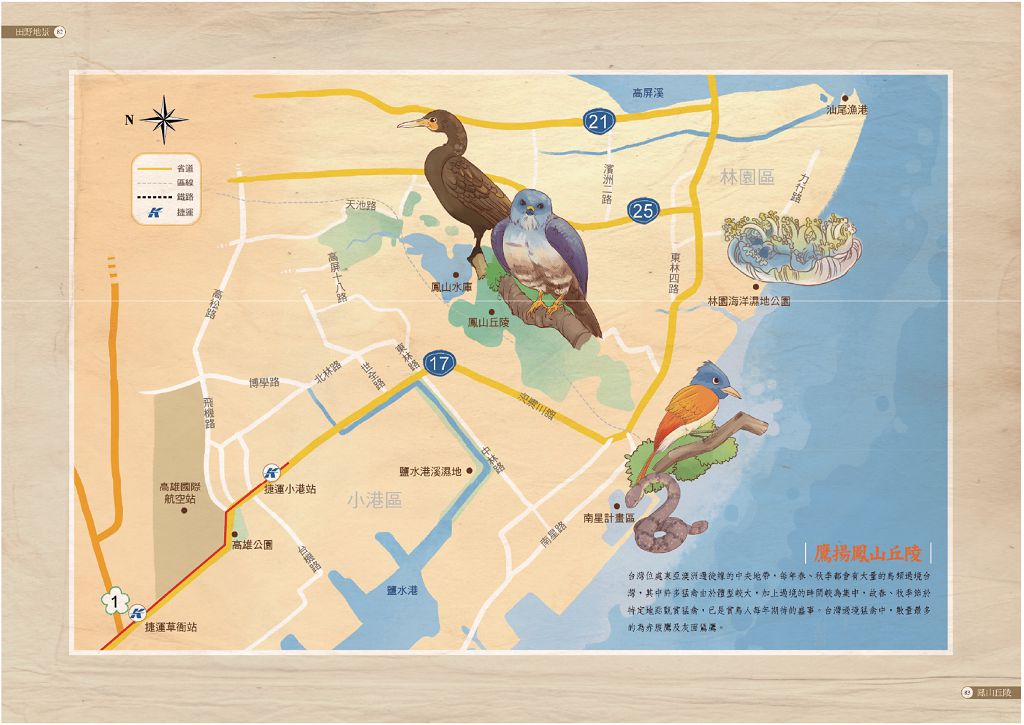 田野地景 82
高屏溪
汕尾漁港
N
21
省道
區線
鐵路
捷運
濱洲二路
林園區
力行路
天池路
25
高屏十八路
東林四路
鳳山水庫
林園海洋濕地公園
高松路
鳳山丘陵
東林路
17
北林路
世全路
博學路
沿海三路
飛機路
中林路
鹽水港溪濕地
捷運小港站
高雄國際
航空站
小港區
南星計畫區
南星路
高雄公園
台機路
鷹揚鳳山丘陵
台灣位處東亞澳洲遷徙線的中央地帶，每年春、秋季都會有大量的鳥類過境台
灣，其中許多猛禽由於體型較大，加上過境的時間較為集中，故春、秋季節於
特定地點觀賞猛禽，已是賞鳥人每年期待的盛事。台灣過境猛禽中，數量最多
的為赤腹鷹及灰面鵟鷹。
鹽水港
1
捷運草衙站
83 鳳山丘陵